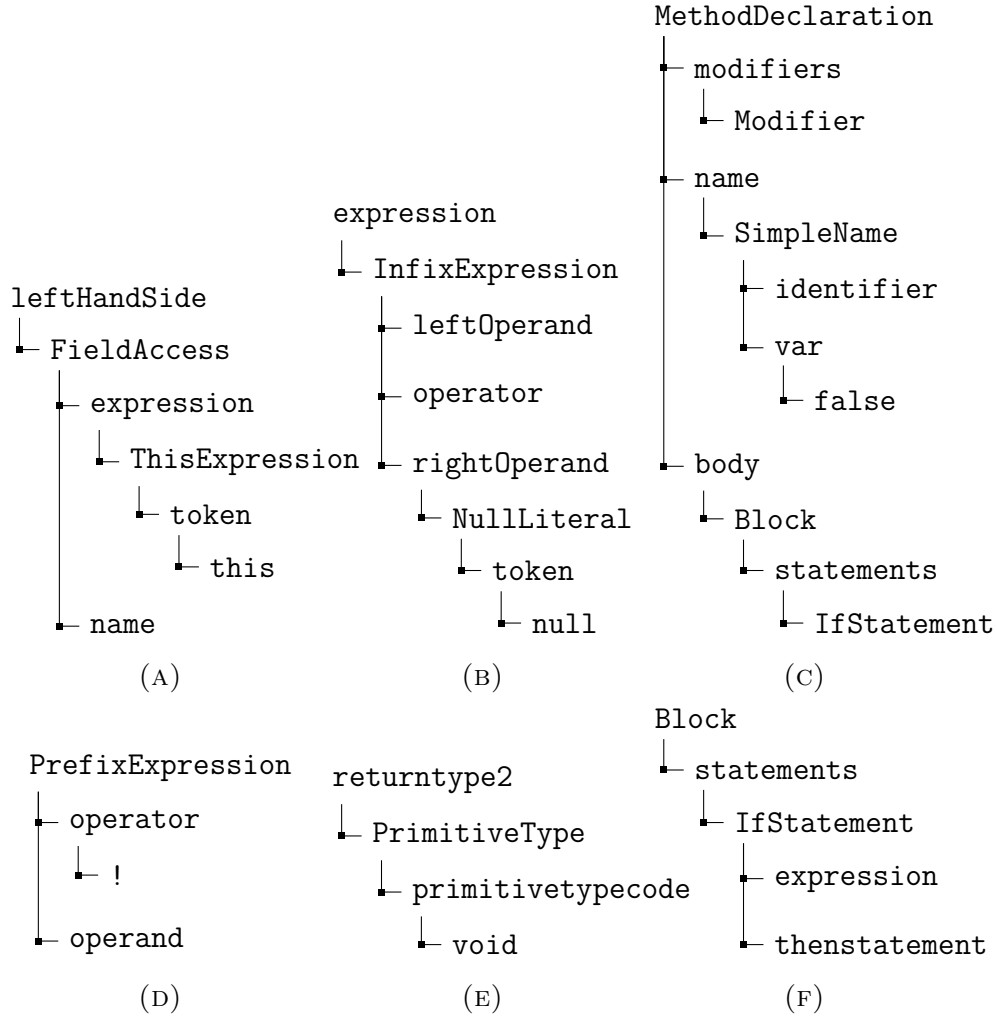 leftHandSide
FieldAccess
expression
ThisExpression
token
this
name
(A)
expression
InfixExpression
leftOperand
operator
rightOperand
NullLiteral
token
null
(B)
MethodDeclaration
modifiers
Modifier
name
SimpleName
identifier
var
false
body
Block
statements
IfStatement
(C)
PrefixExpression
operator
!
operand
(D)
returntype2
PrimitiveType
primitivetypecode
void
(E)
Block
statements
IfStatement
expression
thenstatement
(F)